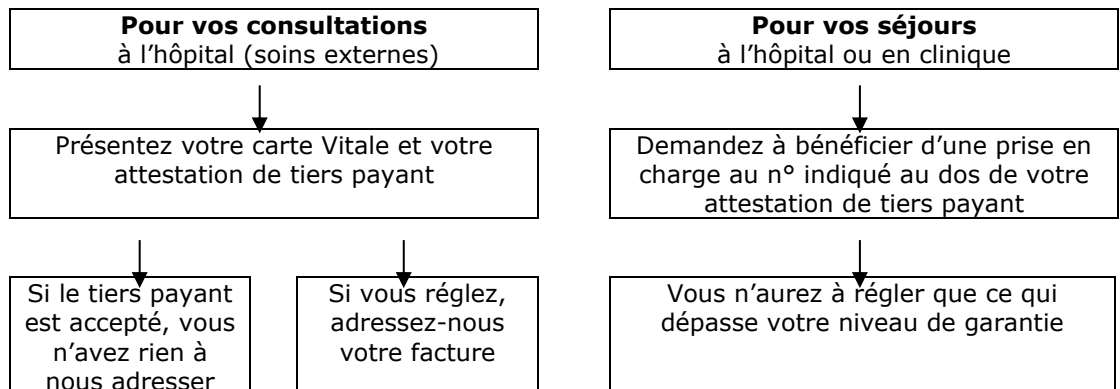 Pour vos consultations
à l'hôpital (soins externes)
Présentez votre carte Vitale et votre
attestation de tiers payant
Si le tiers payant
est accepté, vous
n'avez rien à
nous adresser
Si vous réglez,
adressez-nous
votre facture
Pour vos séjours
à l'hôpital ou en clinique
Demandez à bénéficier d'une prise en
charge au n° indiqué au dos de votre
attestation de tiers payant
Vous n'aurez à régler que ce qui
dépasse votre niveau de garantie